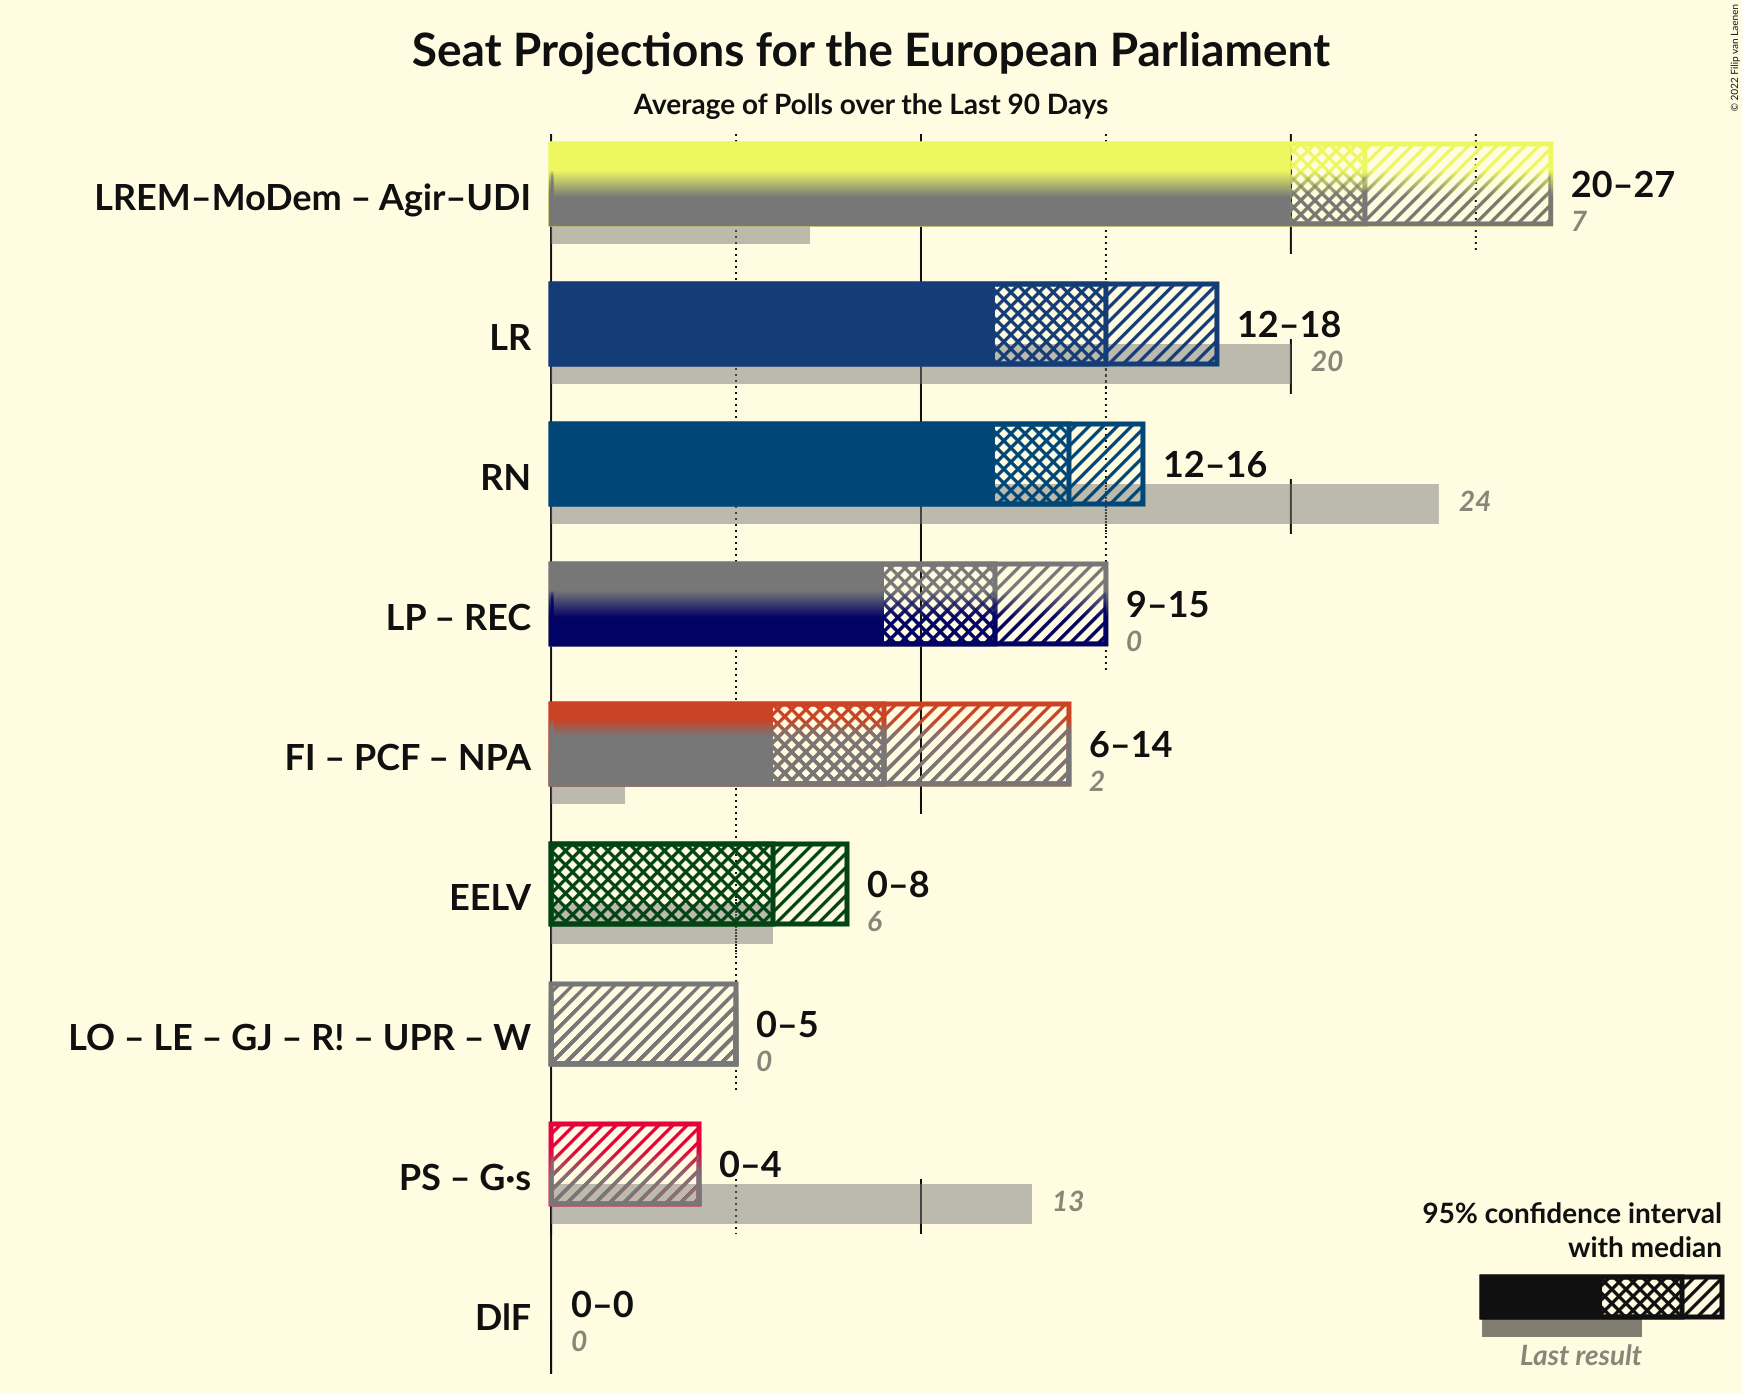 Seat Projections for the European Parliament
Average of Polls over the Last 90 Days
© 2022 Filip van Laenen
LREM–MoDem – Agir–UDI
20–27
7
LR
12–18
20
RN
12–16
24
LP – REC
9–15
0
FI – PCF – NPA
6–14
2
EELV
0–8
6
LO – LE – GJ – R! – UPR – W
0–5
0
PS – G·s
0–4
13
DlF
0–0
0
95% confidence interval
with median
Last result